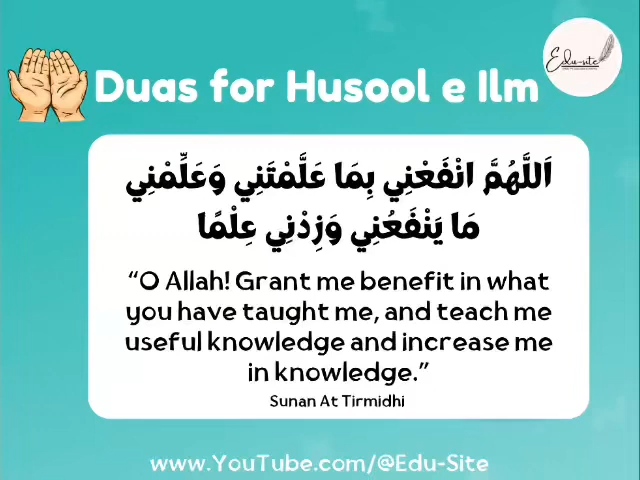 Edu-site
Duas for Husool e Ilm
اَللَّهُمَّ انْفَعْنِي بِمَا عَلَّمْتَنِي وَعَلِّمْنِي
مَا يَنْفَعُنِي وَزِدْنِي عِلْمًا
“O Allah! Grant me benefit in what
you have taught me, and teach me
useful knowledge and increase me
in knowledge.”
Sunan At Tirmidhi
www.YouTube.com/@Edu-Site